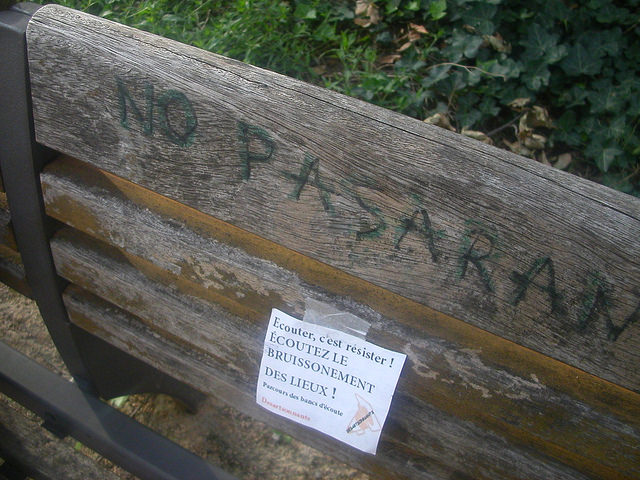 NO PASARAN
Ecouter, c'est résister !
ÉCOUTEZ LE
BRUISSONEMENT
DES LIEUX !
Parcours des bancs d'écoute